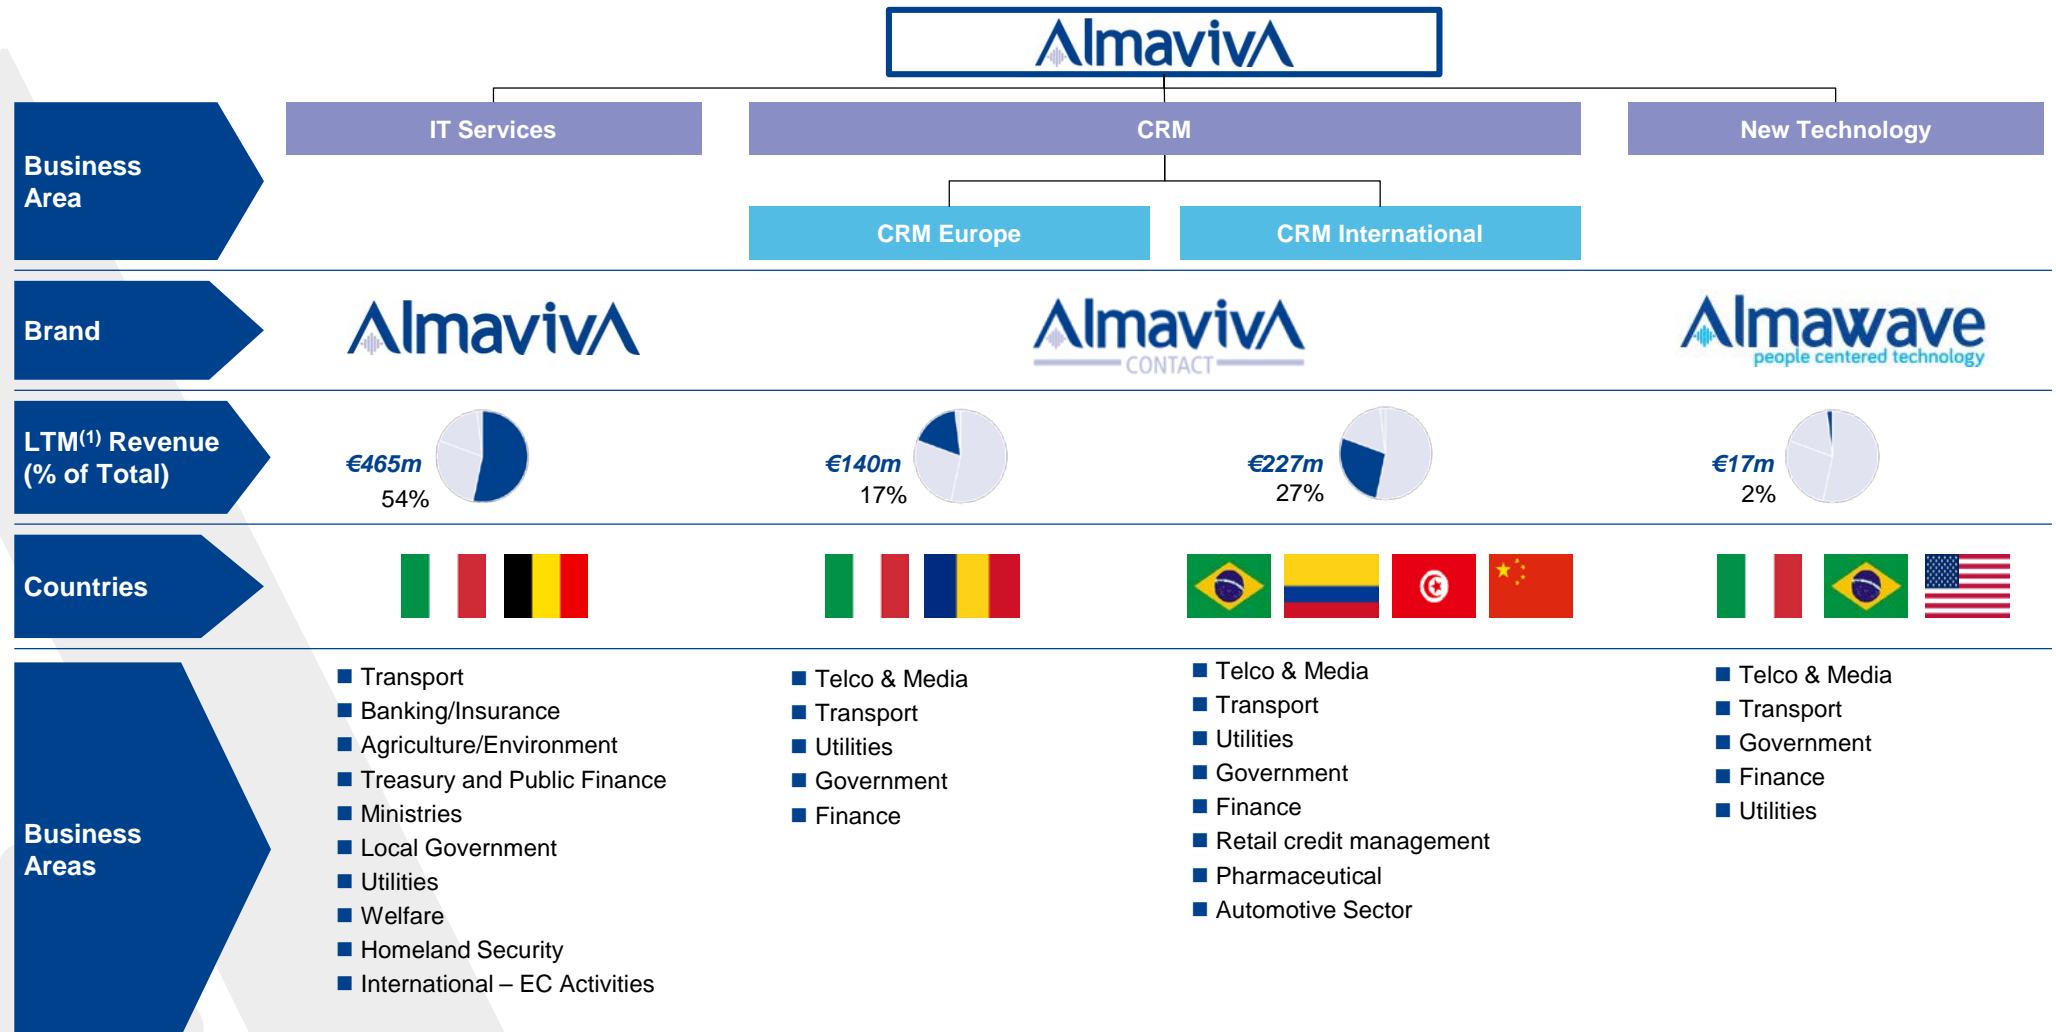 AlmavivA
IT Services
CRM
New Technology
Business
Area
CRM Europe
CRM International
Brand
AlmavivA
AlmavivA
CONTACT
Almawave
people centered technology
LTM(1) Revenue
(% of Total)
€465m
54%
€140m
17%
€227m
27%
€17m
2%
Countries
Business
Areas
Transport
Banking/Insurance
Agriculture/Environment
Treasury and Public Finance
Ministries
Local Government
Utilities
Welfare
Homeland Security
International – EC Activities
Telco & Media
Transport
Utilities
Government
Finance
Telco & Media
Transport
Utilities
Government
Finance
Retail credit management
Pharmaceutical
Automotive Sector
Telco & Media
Transport
Government
Finance
Utilities